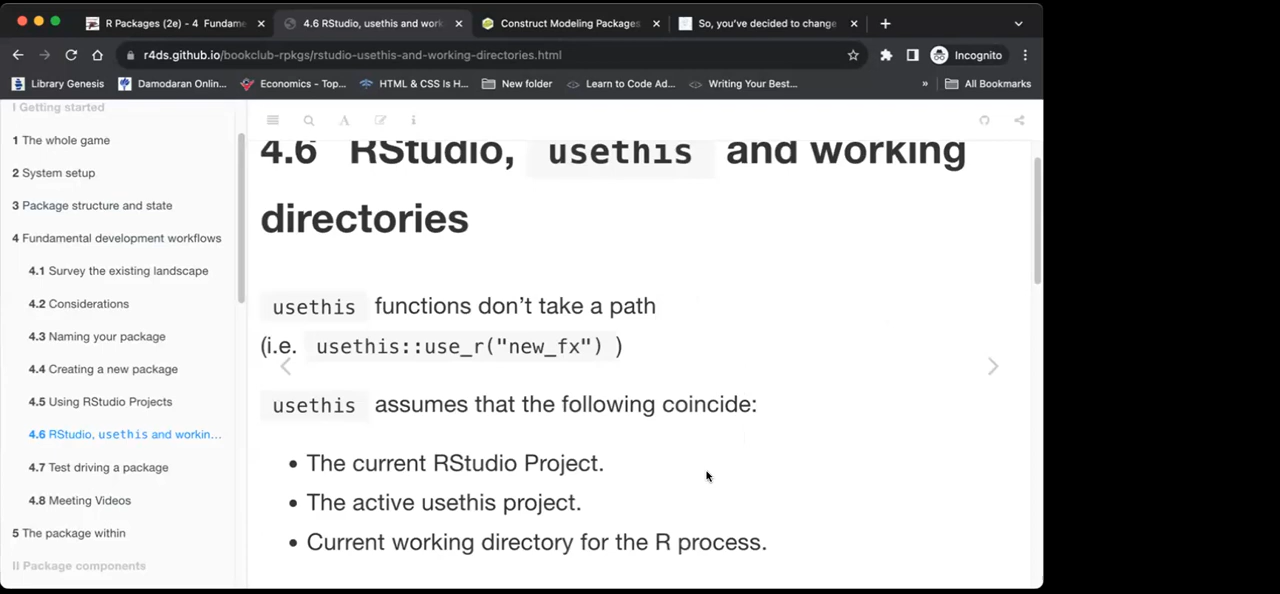 R Packages (2e) - 4 Fundame
4.6 RStudio, usethis and work
Construct Modeling Packages
So, you've decided to change
r4ds.github.io/bookclub-rpkgs/rstudio-usethis-and-working-directories.html
Incognito
Library Genesis
Damodaran Onlin...
Economics - Top...
HTML & CSS Is H...
New folder
Learn to Code Ad...
Writing Your Best...
»
All Bookmarks
I Getting started
1 The whole game
2 System setup
3 Package structure and state
4 Fundamental development workflows
4.1 Survey the existing landscape
4.2 Considerations
4.3 Naming your package
4.4 Creating a new package
4.5 Using RStudio Projects
4.6 RStudio, usethis and workin...
4.7 Test driving a package
4.8 Meeting Videos
5 The package within
II Package components
4.6 RStudio, usethis and working
directories
usethis functions don't take a path
(i.e. usethis::use_r("new_fx") )
usethis assumes that the following coincide:
• The current RStudio Project.
• The active usethis project.
• Current working directory for the R process.